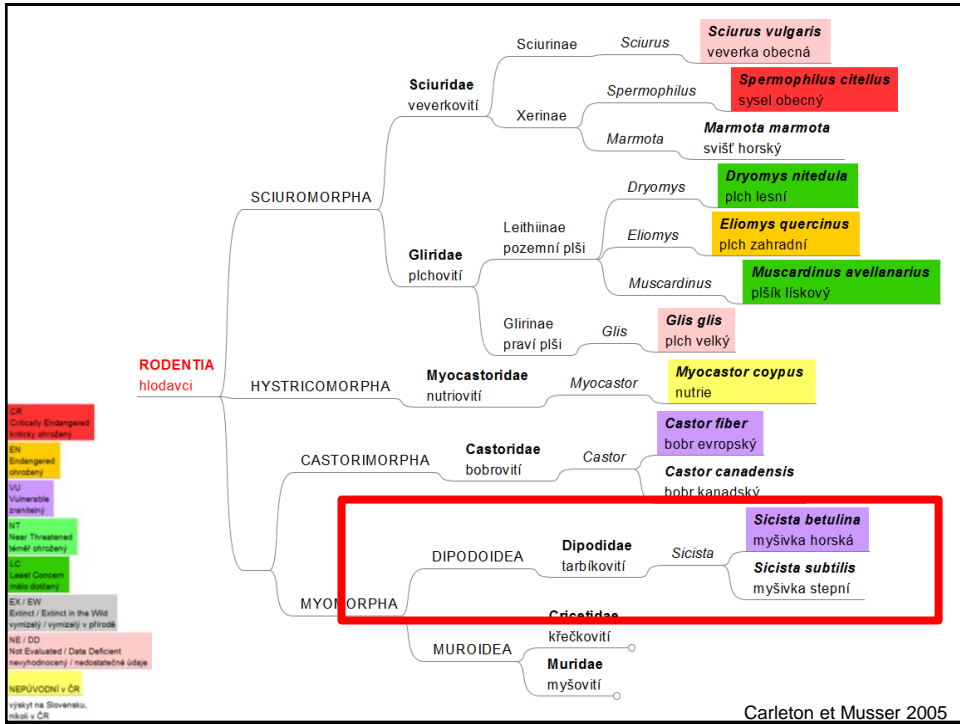 Sciurus vulgaris
veverka obecná
Sciurinae
Sciurus
Sciuridae
veverkovití
Spermophilus citellus
sysel obecný
Spermophilus
Xerinae
Marmota
Marmota marmota
svišť horský
SCIUROMORPHA
Dryomys
Dryomys nitedula
plch lesní
Leithiinae
pozemní plši
Eliomys
Eliomys quercinus
plch zahradní
Gliridae
plchovití
Muscardinus
Muscardinus avellanarius
plšík lískový
Glirinae
praví plši
Glis
Glis glis
plch velký
RODENTIA
hlodavci
HYSTRICOMORPHA
Myocastoridae
nutriovití
Myocastor
Myocastor coypus
nutrie
CASTORIMORPHA
Castoridae
bobrovití
Castor
Castor fiber
bobr evropský
Castor canadensis
bobr kanadský
MYOMORPHA
DIPODOIDEA
Dipodidae
tarbíkovití
Sicista
Sicista betulina
myšivka horská
Sicista subtilis
myšivka stepní
MUROIDEA
Cricetidae
křečkovití
Muridae
myšovití
CR
Critically Endangered
kriticky ohrožený
EN
Endangered
ohrožený
VU
Vulnerable
zranitelný
NT
Near Threatened
téměř ohrožený
LC
Least Concern
málo dotčený
EX / EW
Extinct / Extinct in the Wild
vymizelý / vymizelý v přírodě
NE / DD
Not Evaluated / Data Deficient
nevyhodnocený / nedostatečné údaje
NEPŮVODNÍ v ČR
výskyt na Slovensku,
nikoli v ČR
Carleton et Musser 2005